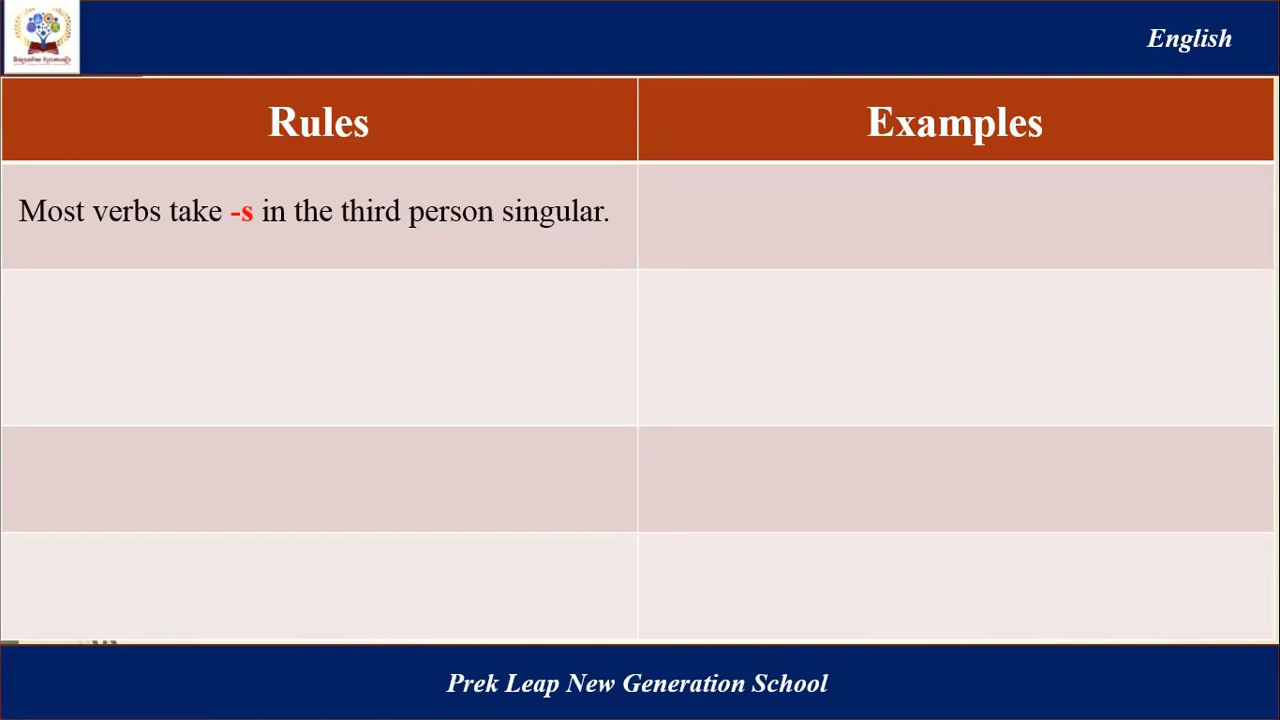 English
Rules
Examples
Most verbs take -s in the third person singular.
Prek Leap New Generation School